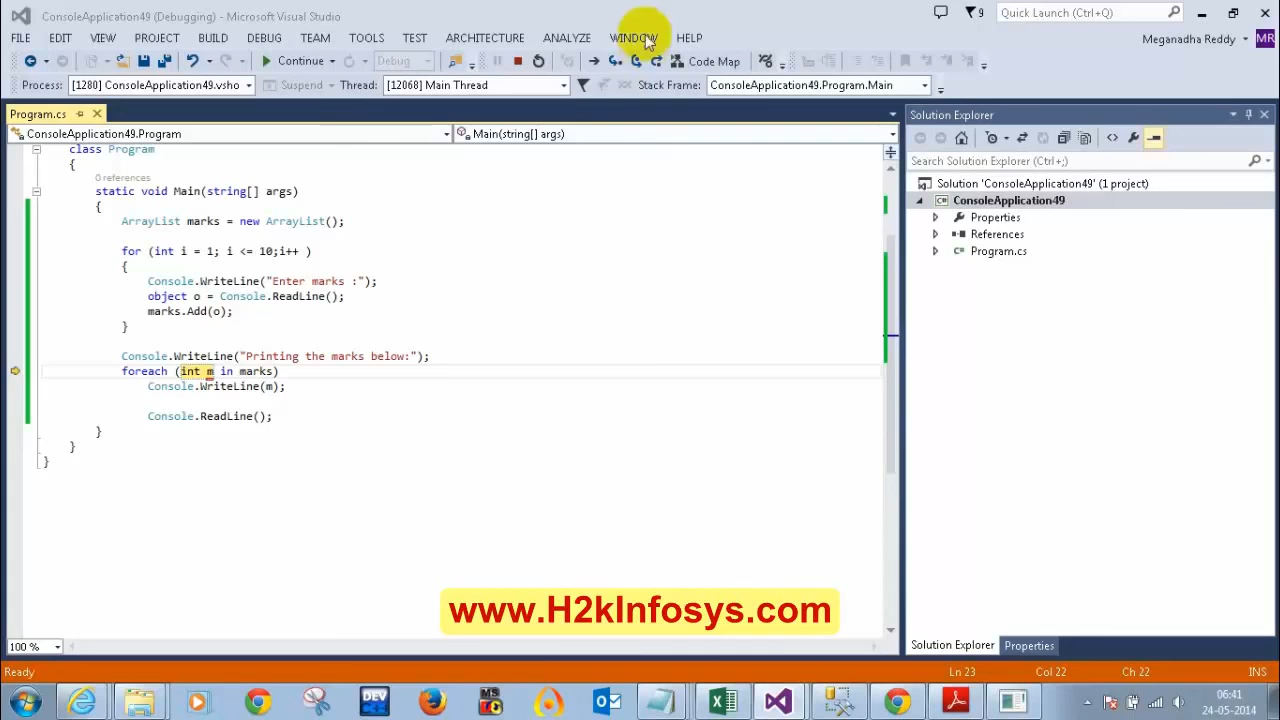 ConsoleApplication49 (Debugging) - Microsoft Visual Studio
9
Quick Launch (Ctrl+Q)
FILE EDIT VIEW PROJECT BUILD DEBUG TEAM TOOLS TEST ARCHITECTURE ANALYZE WINDOW HELP
Meganadha Reddy
MR
Continue
Debug
Code Map
Process: [1280] ConsoleApplication49.vsho
Suspend
Thread: [12068] Main Thread
Stack Frame: ConsoleApplication49.Program.Main
Program.cs
ConsoleApplication49.Program
Main(string[] args)
class Program
{
0 references
static void Main(string[] args)
{
ArrayList marks = new ArrayList();
for (int i = 1; i <= 10;i++ )
{
Console.WriteLine("Enter marks :");
object o = Console.ReadLine();
marks.Add(o);
}
Console.WriteLine("Printing the marks below:");
foreach (int m in marks)
Console.WriteLine(m);
Console.ReadLine();
}
}
}
100 %
Solution Explorer
Search Solution Explorer (Ctrl+;)
Solution 'ConsoleApplication49' (1 project)
ConsoleApplication49
Properties
References
Program.cs
Solution Explorer
Properties
www.H2kInfosys.com
Ready
Ln 23
Col 22
Ch 22
INS
DEV
MS
06:41
24-05-2014